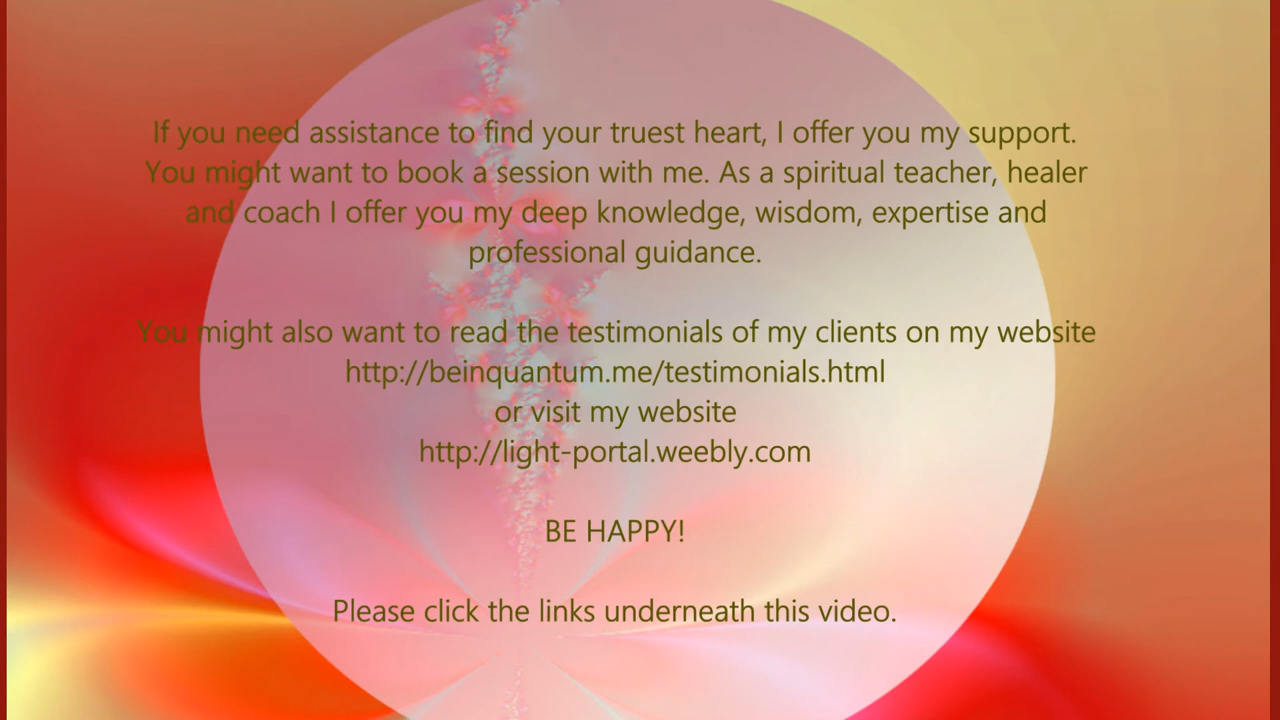 If you need assistance to find your truest heart, I offer you my support.
You might want to book a session with me. As a spiritual teacher, healer
and coach I offer you my deep knowledge, wisdom, expertise and
professional guidance.
You might also want to read the testimonials of my clients on my website
http://beinquantum.me/testimonials.html
or visit my website
http://light-portal.weebly.com
BE HAPPY!
Please click the links underneath this video.